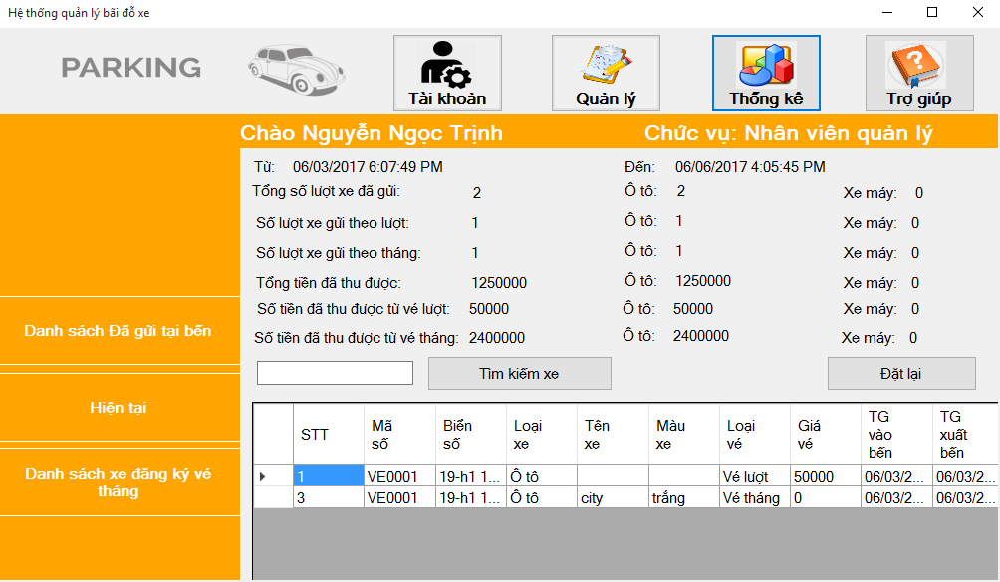 Hệ thống quản lý bãi đỗ xe
PARKING
Tài khoản
Quản lý
Thống kê
Trợ giúp
Chào Nguyễn Ngọc Trịnh Chức vụ: Nhân viên quản lý
Từ: 06/03/2017 6:07:49 PM Đến: 06/06/2017 4:05:45 PM
Tổng số lượt xe đã gửi: 2 Ô tô: 2 Xe máy: 0
Số lượt xe gửi theo lượt: 1 Ô tô: 1 Xe máy: 0
Số lượt xe gửi theo tháng: 1 Ô tô: 1 Xe máy: 0
Tổng tiền đã thu được: 1250000 Ô tô: 1250000 Xe máy: 0
Số tiền đã thu được từ vé lượt: 50000 Ô tô: 50000 Xe máy: 0
Số tiền đã thu được từ vé tháng: 2400000 Ô tô: 2400000 Xe máy: 0
Danh sách Đã gửi tại bến
Hiện tại
Danh sách xe đăng ký vé
tháng
Tìm kiếm xe Đặt lại
STT Mã số Biển số Loại xe Tên xe Màu xe Loại vé Giá vé TG vào bến TG xuất bến
1 VE0001 19-h1 1... Ô tô Vé lượt 50000 06/03/2... 06/03/2...
3 VE0001 19-h1 1... Ô tô city trắng Vé tháng 0 06/03/2... 06/03/2...